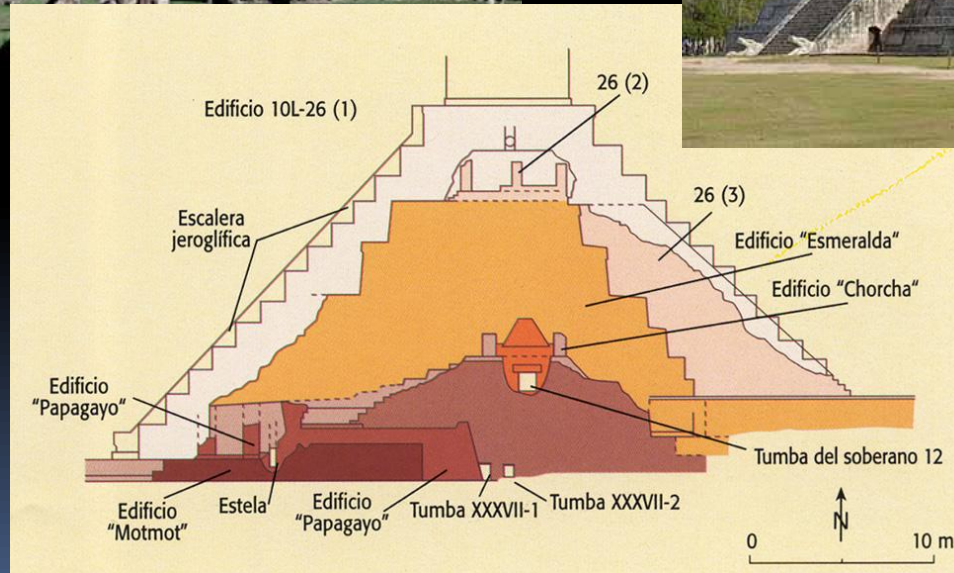 26 (2)
Edificio 10L-26 (1)
26 (3)
Escalera
jeroglífica
Edificio "Esmeralda"
Edificio "Chorcha"
Edificio
"Papagayo"
Tumba del soberano 12
Edificio
"Motmot"
Estela
Edificio
"Papagayo"
Tumba XXXVII-1
Tumba XXXVII-2
N
0 10 m